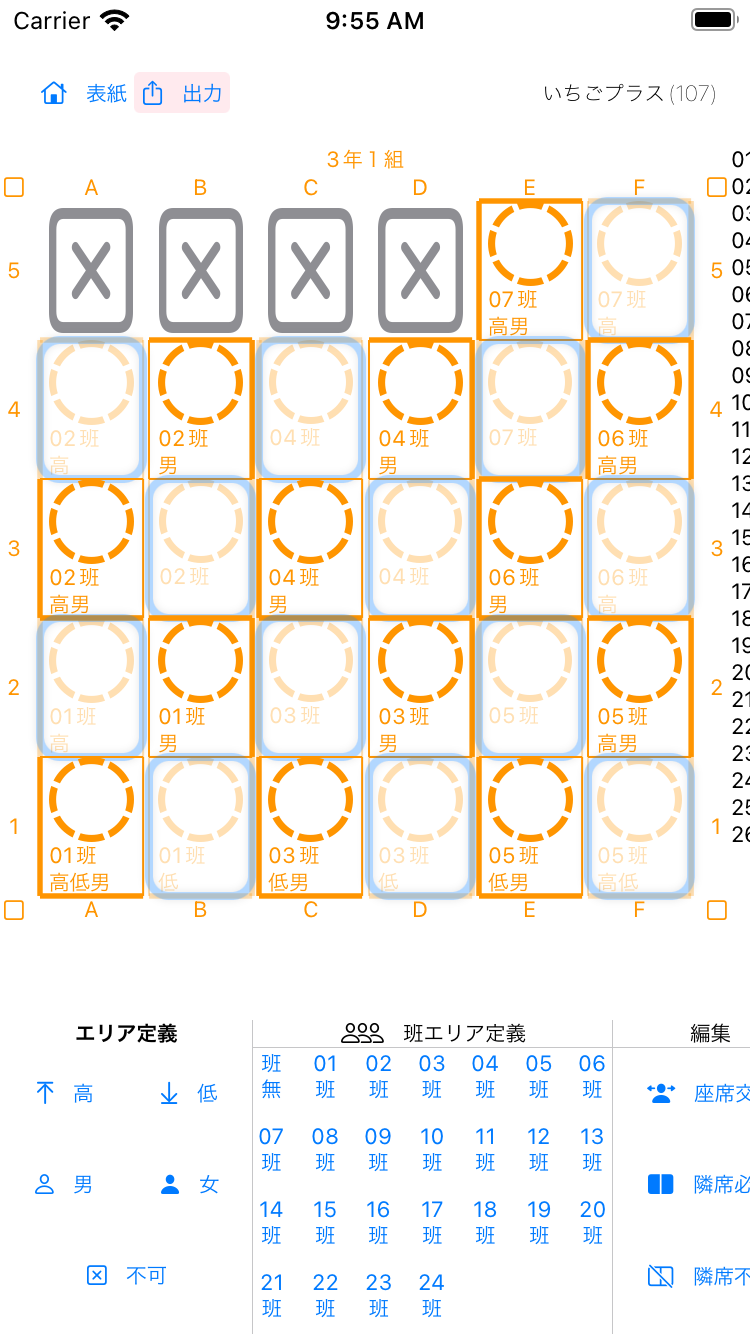 Carrier 9:55 AM
表紙 出力 いちごプラス(107)
3年1組
A B C D E F
5 X X X X 07班 高男 07班 高 5
4 02班 高 02班 男 04班 04班 男 07班 06班 高男 4
3 02班 高男 02班 04班 男 04班 06班 男 06班 高 3
2 01班 高 01班 男 03班 03班 男 05班 05班 高男 2
1 01班 高低男 01班 低 03班 低男 03班 低 05班 低男 05班 高低 1
A B C D E F
01
02
03
04
05
06
07
08
09
10
11
12
13
14
15
16
17
18
19
20
21
22
23
24
25
26
エリア定義
高 低
男 女
不可
班エリア定義
班無 01班 02班 03班 04班 05班 06班
07班 08班 09班 10班 11班 12班 13班
14班 15班 16班 17班 18班 19班 20班
21班 22班 23班 24班
編集
座席交
隣席必
隣席不